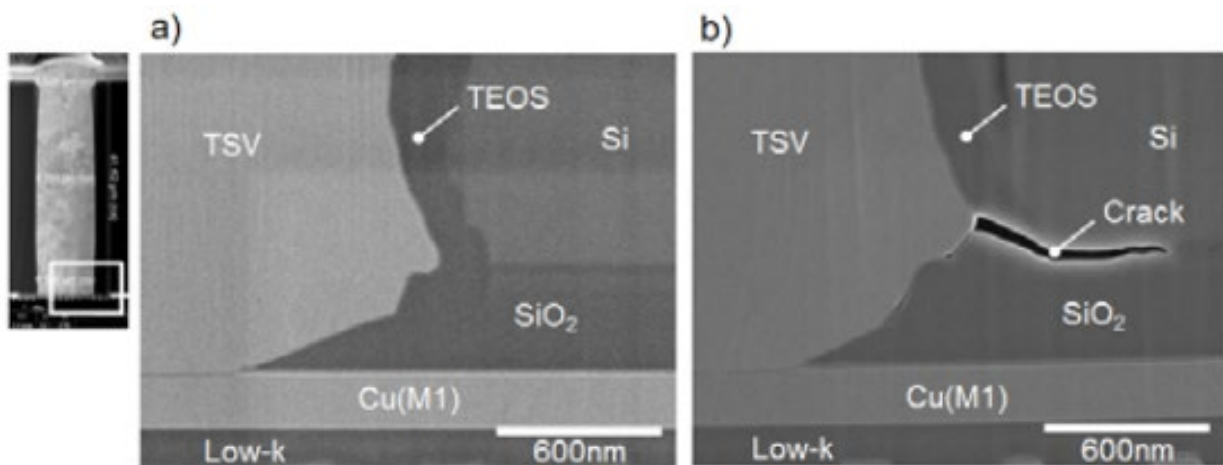 a)
TSV
TEOS
Si
SiO₂
Cu(M1)
Low-k
600nm
b)
TSV
TEOS
Si
Crack
SiO₂
Cu(M1)
Low-k
600nm